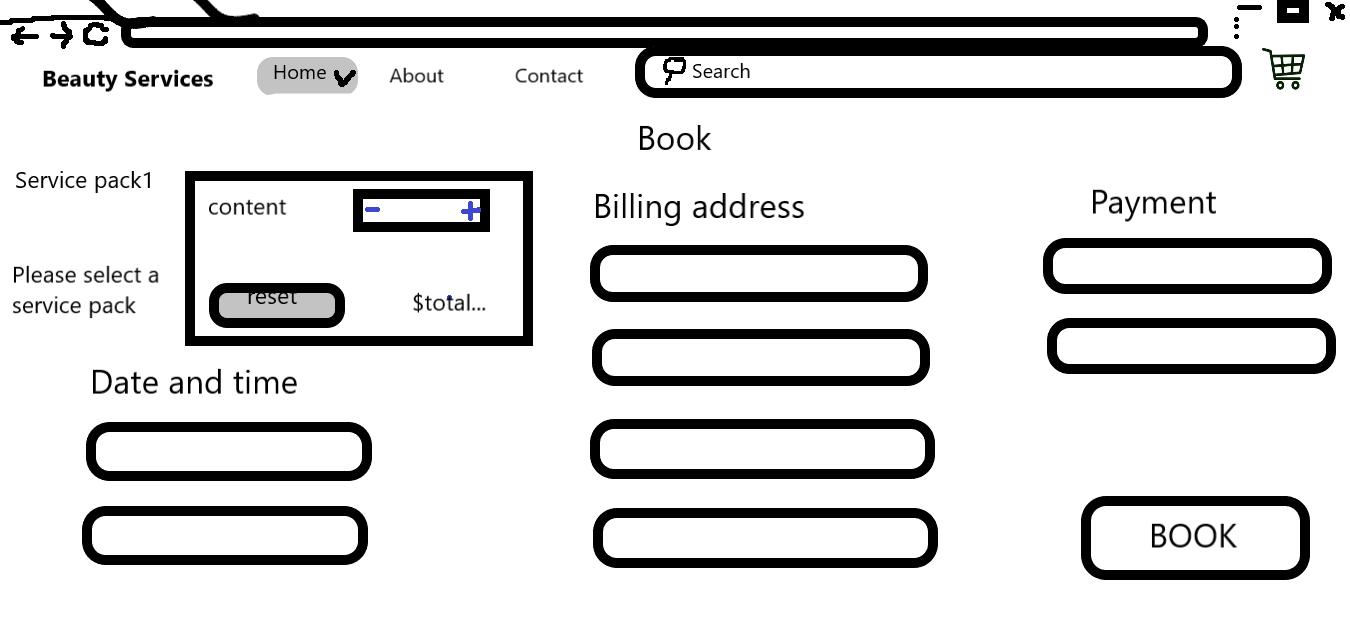 Beauty Services
Home
About
Contact
Search
Book
Service pack1
content
- +
Please select a
service pack
reset
$total...
Date and time
Billing address
Payment
BOOK